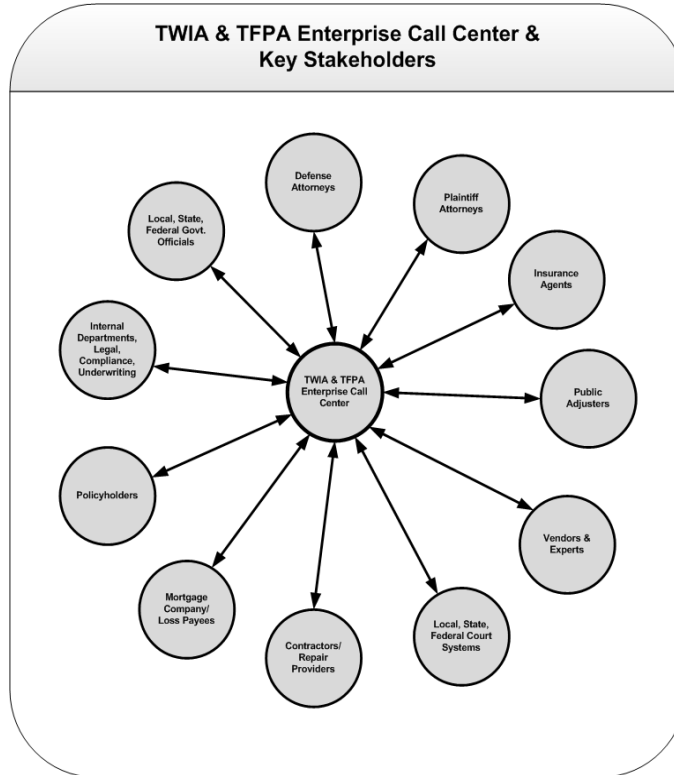 TWIA & TFPA Enterprise Call Center &
Key Stakeholders
Defense
Attorneys
Plaintiff
Attorneys
Local, State,
Federal Govt.
Officials
Insurance
Agents
Internal
Departments,
Legal,
Compliance,
Underwriting
TWIA & TFPA
Enterprise Call
Center
Public
Adjusters
Policyholders
Vendors &
Experts
Mortgage
Company/
Loss Payees
Contractors/
Repair
Providers
Local, State,
Federal Court
Systems